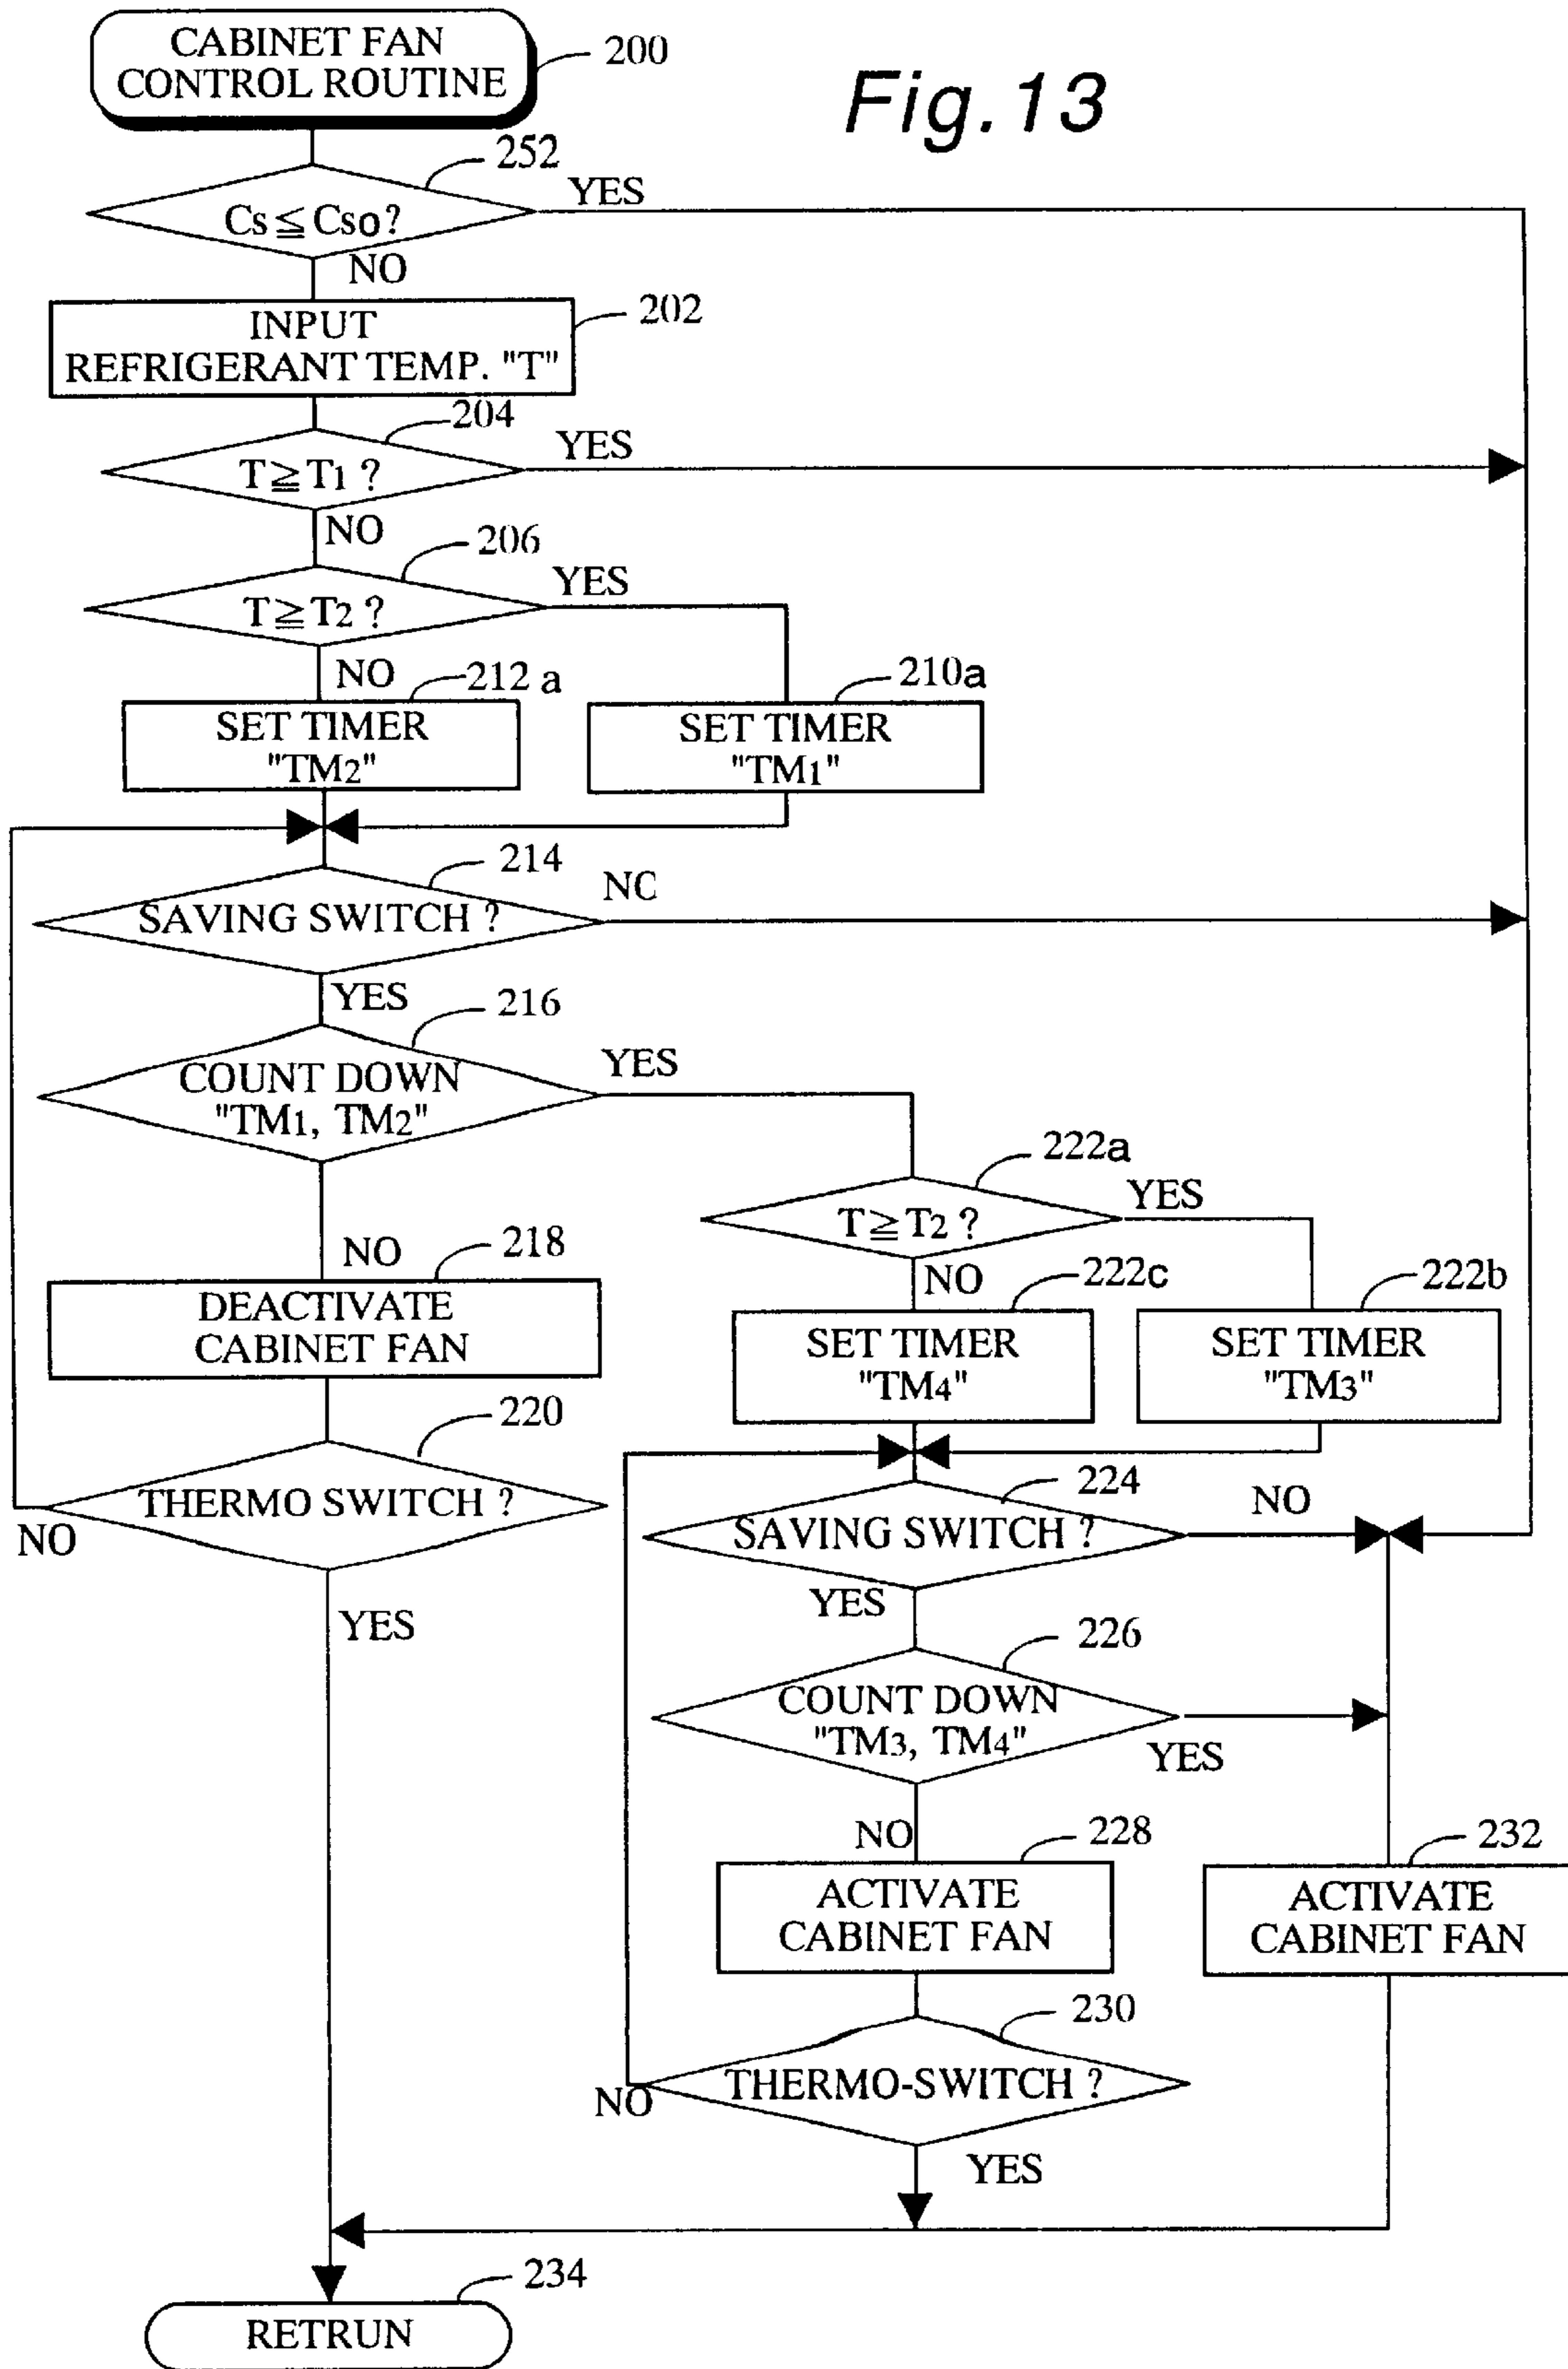 CABINET FAN
CONTROL ROUTINE
200
Fig.13
252
Cs≦Cso?
YES
NO
202
INPUT
REFRIGERANT TEMP. "T"
204
T≧T1 ?
YES
NO
206
T≧T2 ?
YES
NO
212 a
SET TIMER
"TM2"
210a
SET TIMER
"TM1"
214
SAVING SWITCH ?
NO
YES
216
COUNT DOWN
"TM1, TM2"
YES
NO
222a
T≧T2 ?
YES
NO
218
DEACTIVATE
CABINET FAN
222c
SET TIMER
"TM4"
222b
SET TIMER
"TM3"
220
THERMO SWITCH ?
NO
YES
224
SAVING SWITCH ?
NO
YES
226
COUNT DOWN
"TM3, TM4"
YES
NO
228
ACTIVATE
CABINET FAN
232
ACTIVATE
CABINET FAN
230
THERMO-SWITCH ?
NO
YES
234
RETRUN